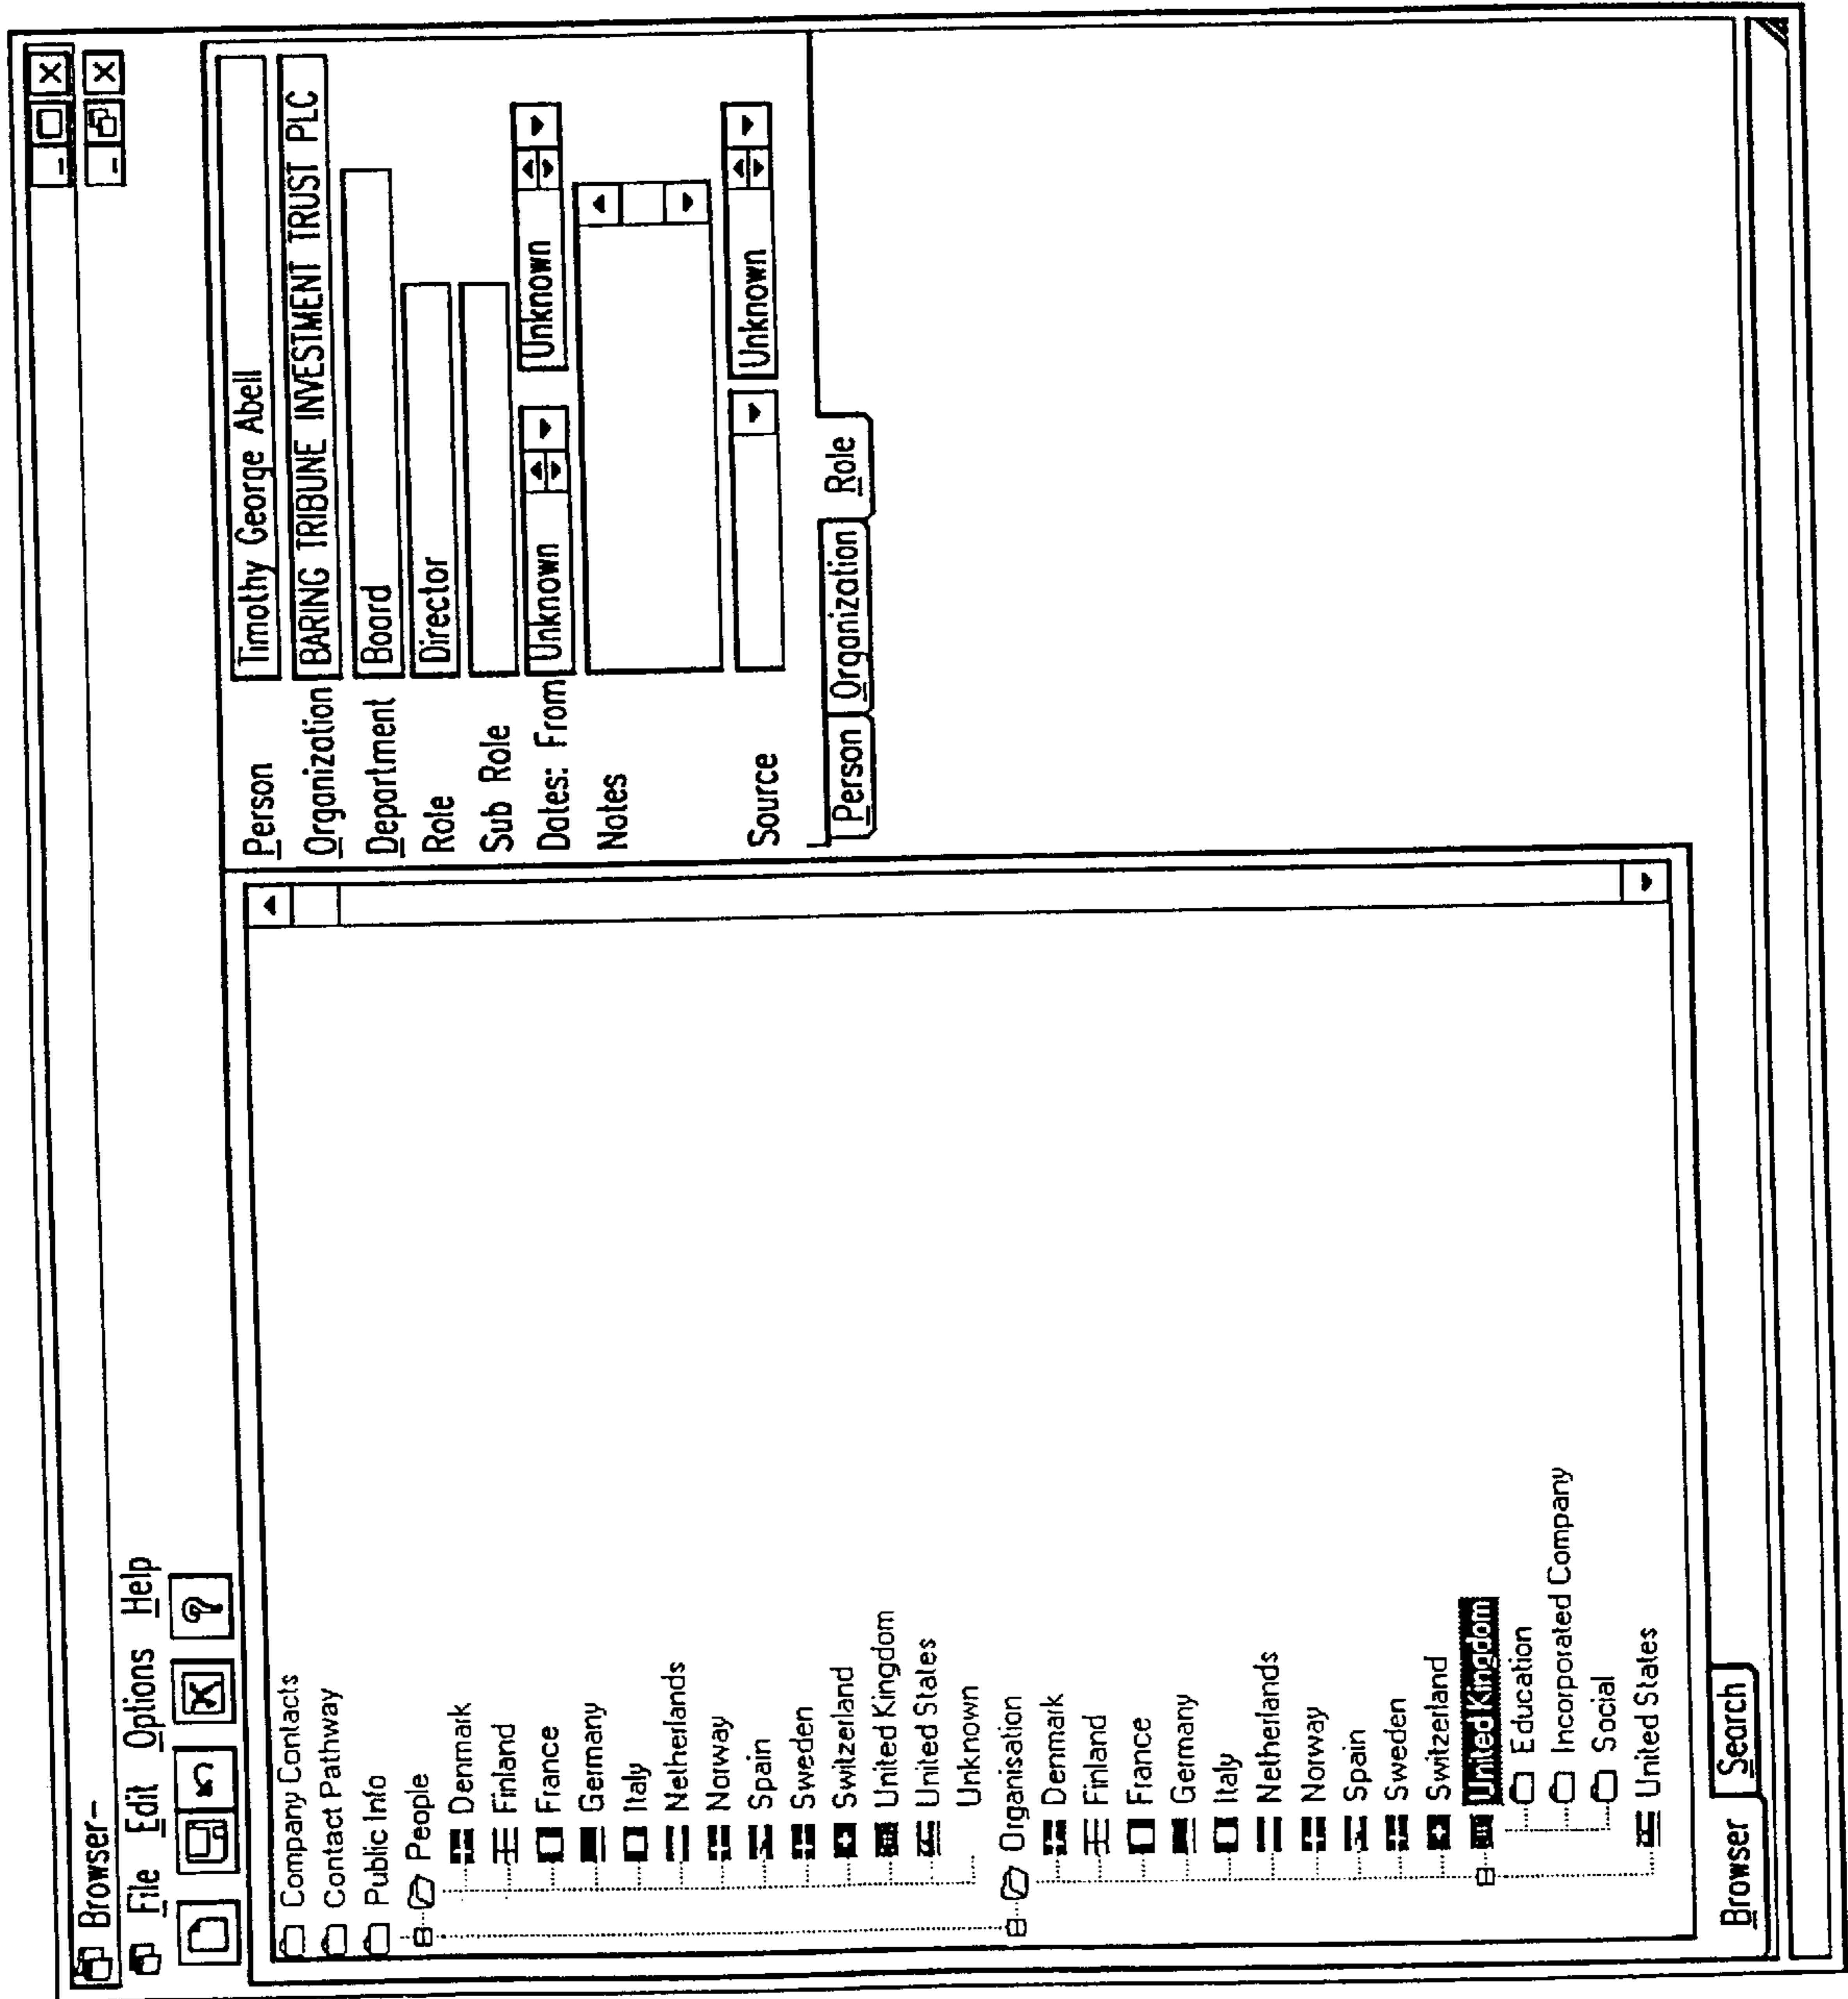 Browser-
File Edit Options Help
Company Contacts
Contact Pathway
Public Info
People
Denmark
Finland
France
Germany
Italy
Netherlands
Norway
Spain
Sweden
Switzerland
United Kingdom
United States
Unknown
Organisation
Denmark
Finland
France
Germany
Italy
Netherlands
Norway
Spain
Sweden
Switzerland
United Kingdom
Education
Incorporated Company
Social
United States
Browser Search
Person Timothy George Abell
Organization BARING TRIBUNE INVESTMENT TRUST PLC
Department Board
Role Director
Sub Role
Dates: From Unknown Unknown
Notes
Source Unknown
Person Organization Role